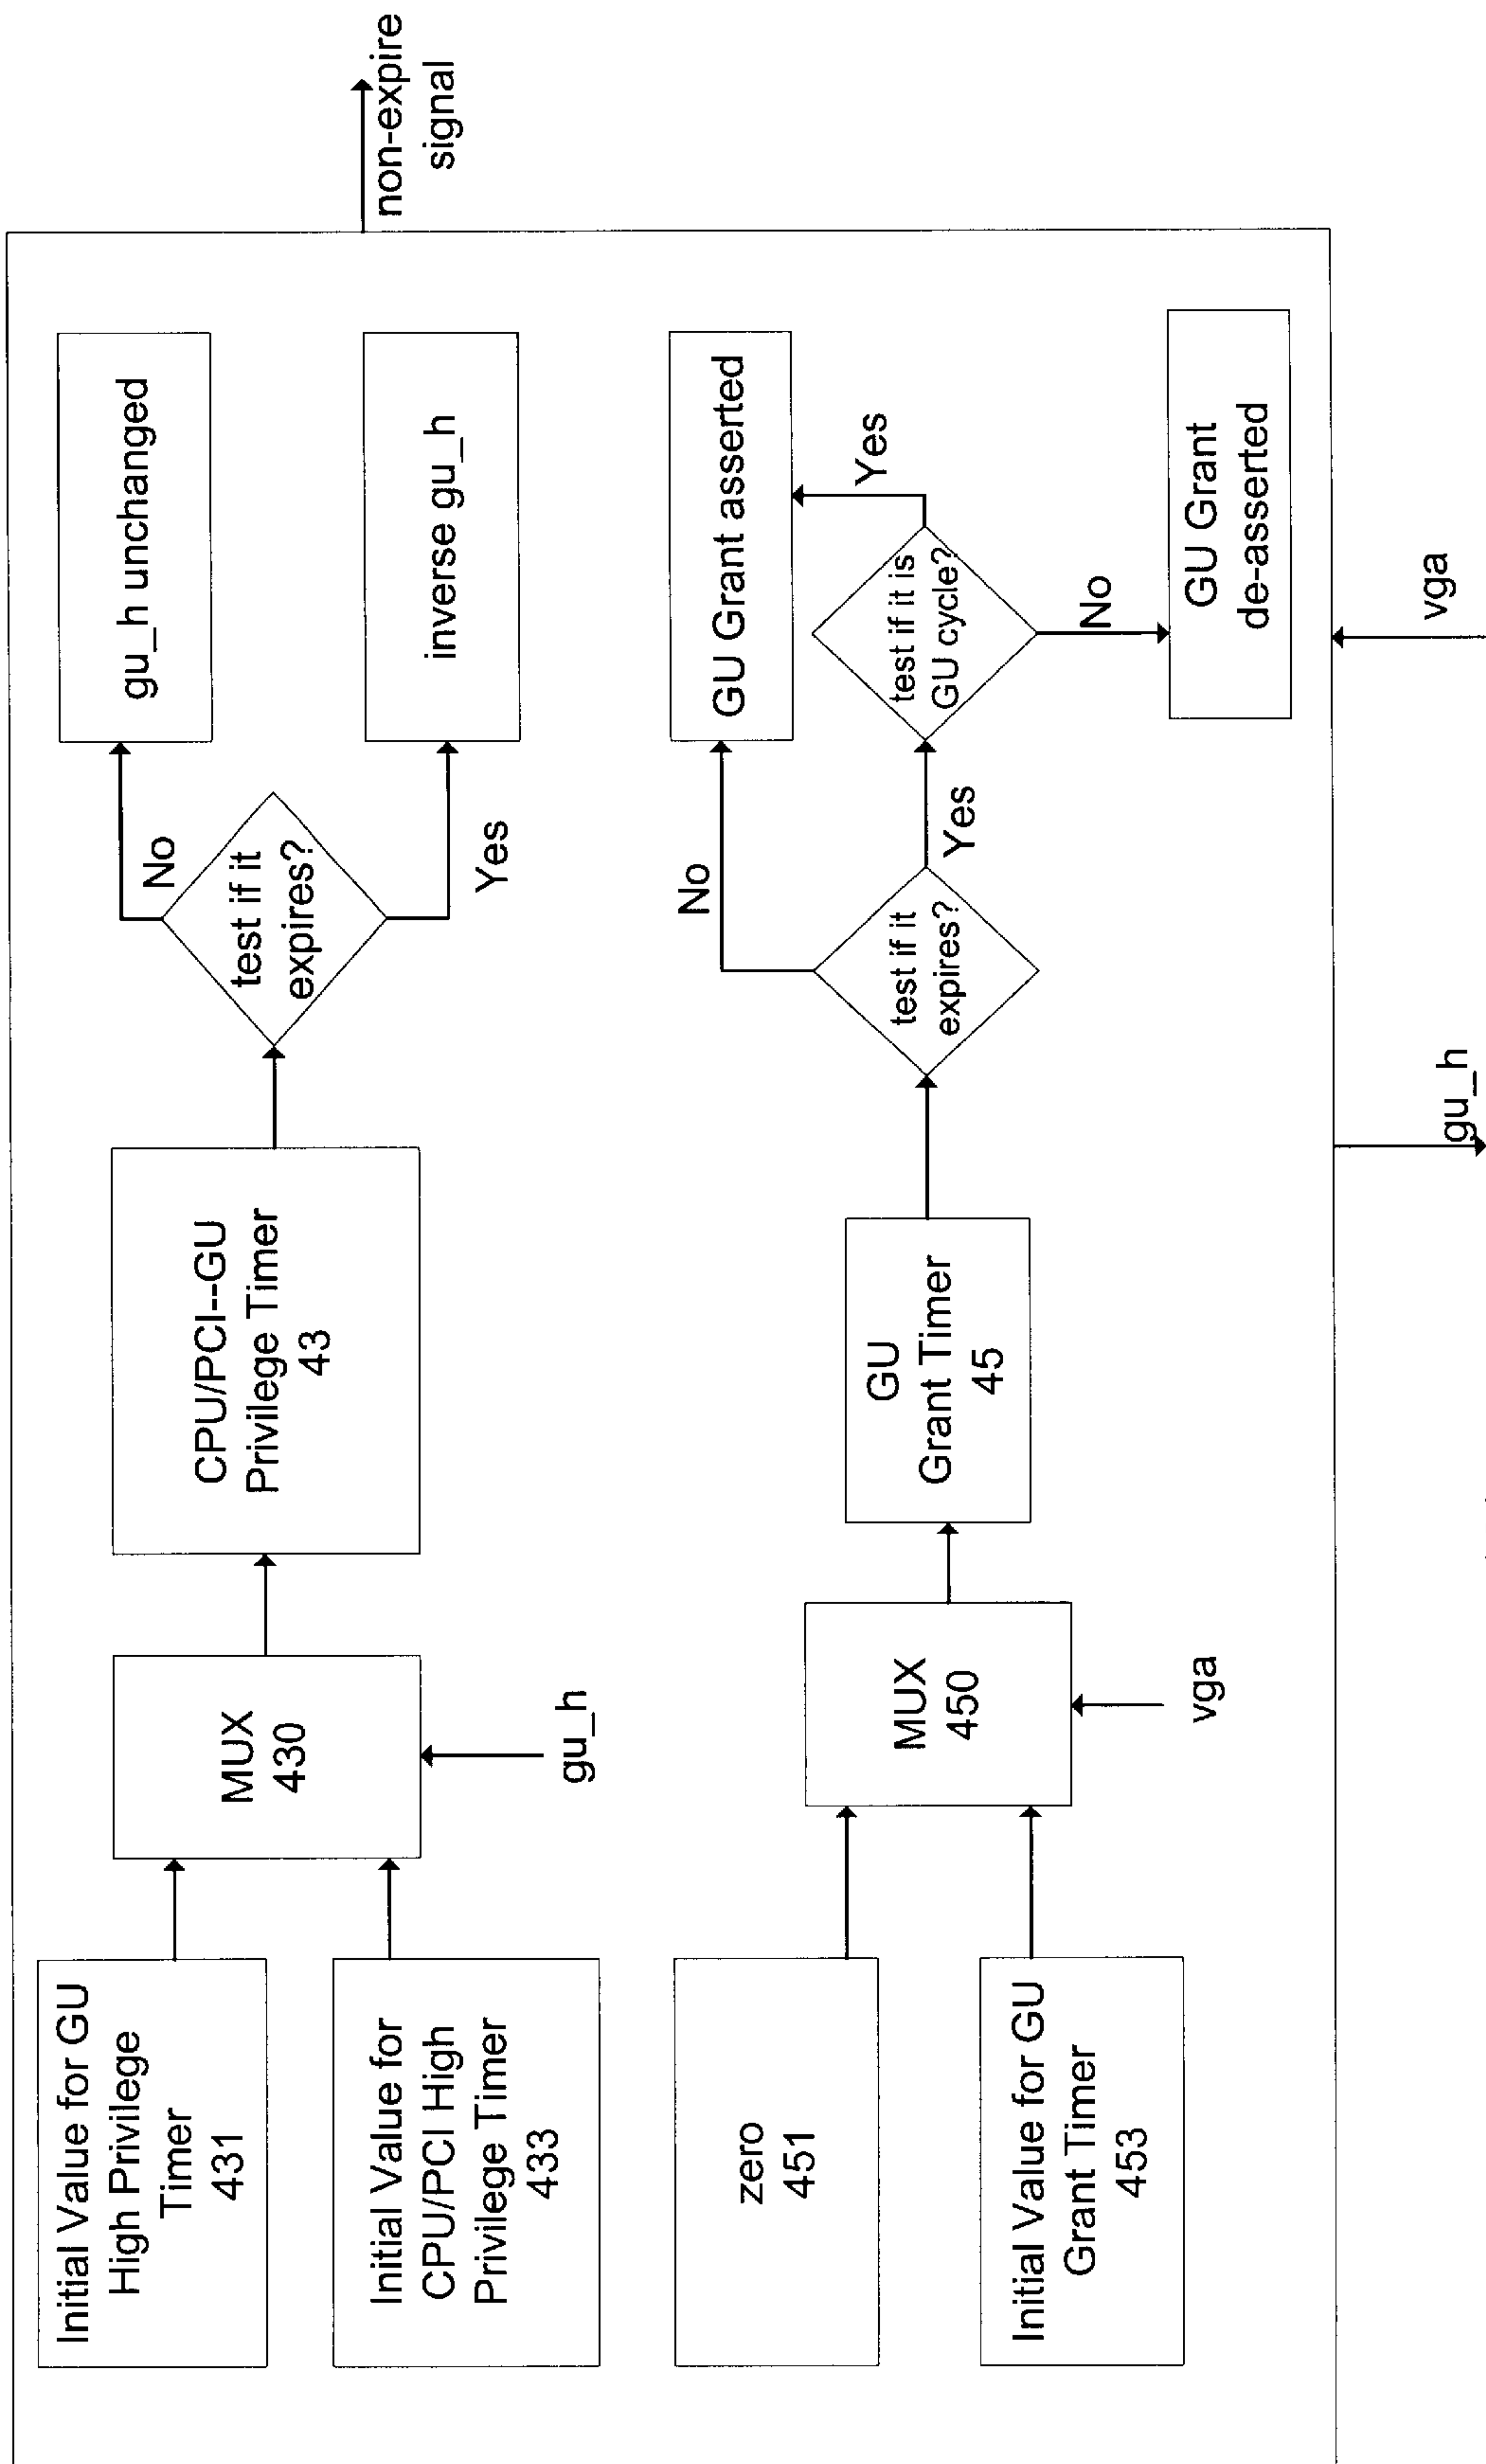 Initial Value for GU
High Privilege
Timer
431
Initial Value for
CPU/PCI High
Privilege Timer
433
MUX
430
gu_h
CPU/PCI--GU
Privilege Timer
43
test if it
expires?
No
Yes
gu_h unchanged
inverse gu_h
non-expire
signal
zero
451
Initial Value for GU
Grant Timer
453
MUX
450
vga
GU
Grant Timer
45
test if it
expires?
No
Yes
test if it is
GU cycle?
Yes
No
GU Grant asserted
GU Grant
de-asserted
gu_h
vga